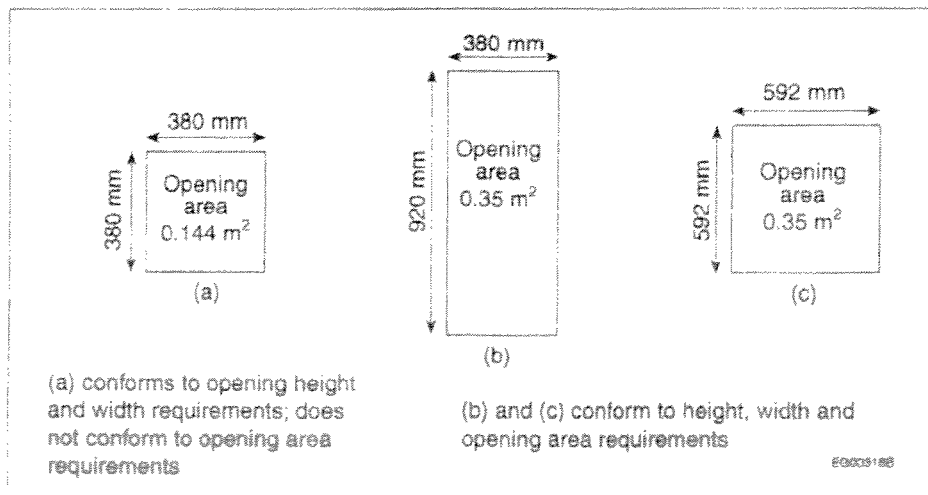 380 mm
380 mm
Opening
area
0.144 m²
(a)
380 mm
920 mm
Opening
area
0.35 m²
(b)
592 mm
592 mm
Opening
area
0.35 m²
(c)
(a) conforms to opening height
and width requirements; does
not conform to opening area
requirements
(b) and (c) conform to height, width and
opening area requirements